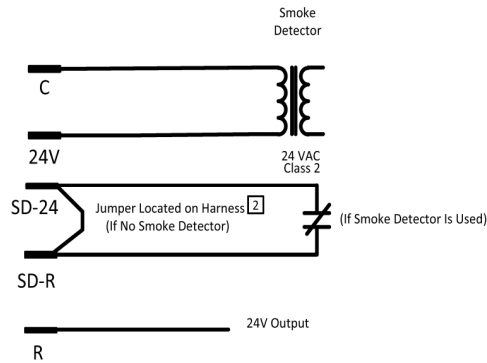 Smoke
Detector
C
24V
24 VAC
Class 2
SD-24
Jumper Located on Harness 2
(If No Smoke Detector)
(If Smoke Detector Is Used)
SD-R
24V Output
R